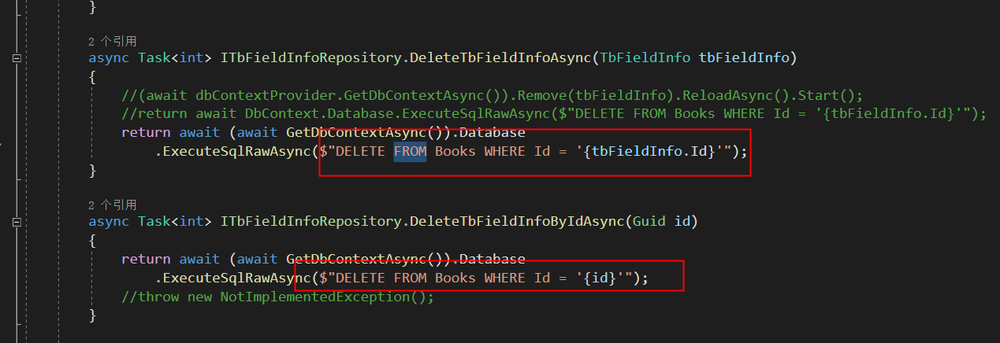 }
2 个引用
async Task<int> ITbFieldInfoRepository.DeleteTbFieldInfoAsync(TbFieldInfo tbFieldInfo)
{
//(await dbContextProvider.GetDbContextAsync()).Remove(tbFieldInfo).ReloadAsync().Start();
//return await DbContext.Database.ExecuteSqlRawAsync($"DELETE FROM Books WHERE Id = '{tbFieldInfo.Id}'");
return await (await GetDbContextAsync()).Database
.ExecuteSqlRawAsync($"DELETE FROM Books WHERE Id = '{tbFieldInfo.Id}'");
}
2 个引用
async Task<int> ITbFieldInfoRepository.DeleteTbFieldInfoByIdAsync(Guid id)
{
return await (await GetDbContextAsync()).Database
.ExecuteSqlRawAsync($"DELETE FROM Books WHERE Id = '{id}'");
//throw new NotImplementedException();
}